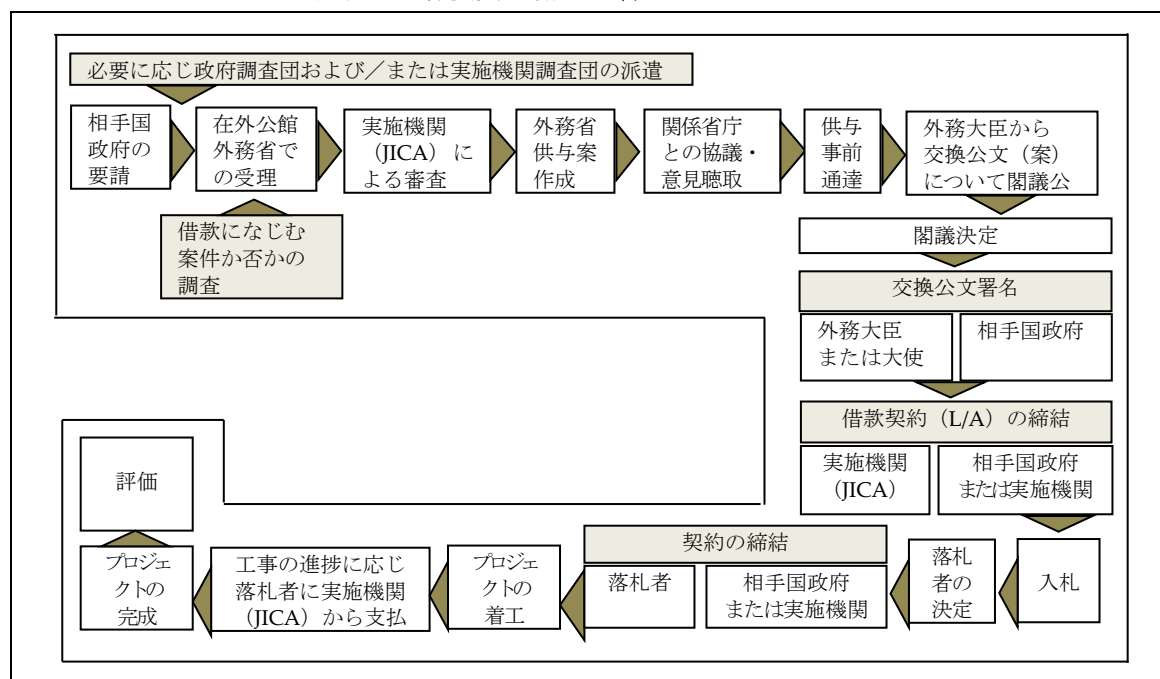 必要に応じ政府調査団および／または実施機関調査団の派遣
相手国
政府の
要請
在外公館
外務省で
の受理
実施機関
（JICA）に
よる審査
外務省
供与案
作成
関係省庁
との協議・
意見聴取
供与
事前
通達
外務大臣から
交換公文（案）
について閣議公
借款になじむ
案件か否かの
調査
閣議決定
交換公文署名
外務大臣
または大使
相手国政府
借款契約（L/A）の締結
実施機関
（JICA）
相手国政府
または実施機関
入札
落札
者の
決定
契約の締結
落札者
相手国政府
または実施機関
プロジェ
クトの
着工
工事の進捗に応じ
落札者に実施機関
（JICA）から支払
プロジェ
クトの
完成
評価